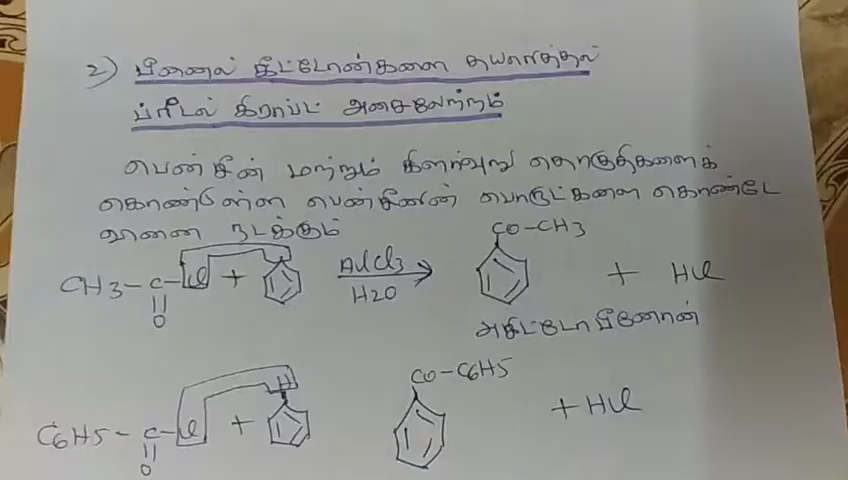 2) பீனைல் கீட்டோன்களை தயாரித்தல்
ப்ரீடல் கிராப்ட் அசைலேற்றம்
பென்சீன் மற்றும் கிளர்வுறு தொகுதிகளைக்
கொண்டுள்ள பென்சீனின் பொருட்களை கொண்டே
வினை நடக்கும்
CH3-C-Cl + H AlCl3 CO-CH3 + HCl
O H2O
அசிட்டோ பீனோன்
C6H5-C-Cl + H CO-C6H5 + HCl
O